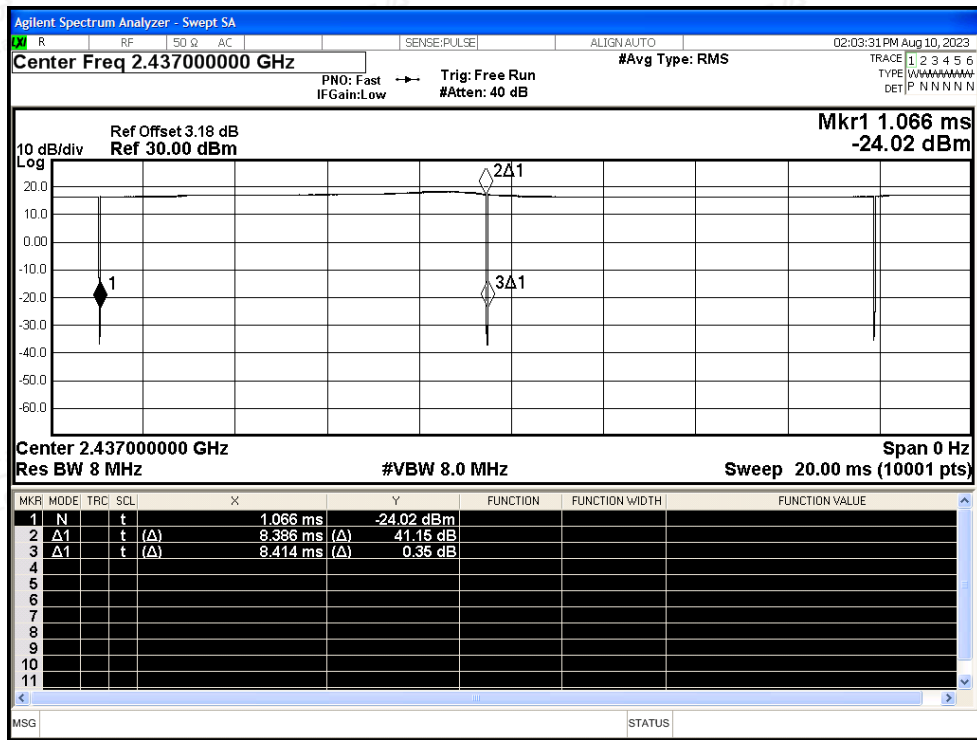 Agilent Spectrum Analyzer - Swept SA
LXI R RF 50 Ω AC SENSE:PULSE ALIGN AUTO 02:03:31 PM Aug 10, 2023
Center Freq 2.437000000 GHz
PNO: Fast
IFGain:Low
Trig: Free Run
#Atten: 40 dB
#Avg Type: RMS
TRACE 1 2 3 4 5 6
TYPE WWWWWW
DET P N N N N N
Mkr1 1.066 ms
-24.02 dBm
Ref Offset 3.18 dB
10 dB/div Ref 30.00 dBm
Log
20.0
10.0
0.00
-10.0
-20.0
-30.0
-40.0
-50.0
-60.0
2Δ1
1
3Δ1
Center 2.437000000 GHz Span 0 Hz
Res BW 8 MHz #VBW 8.0 MHz Sweep 20.00 ms (10001 pts)
MKR MODE TRC SCL X Y FUNCTION FUNCTION WIDTH FUNCTION VALUE
1 N t 1.066 ms -24.02 dBm
2 Δ1 t (Δ) 8.386 ms (Δ) 41.15 dB
3 Δ1 t (Δ) 8.414 ms (Δ) 0.35 dB
4
5
6
7
8
9
10
11
MSG STATUS